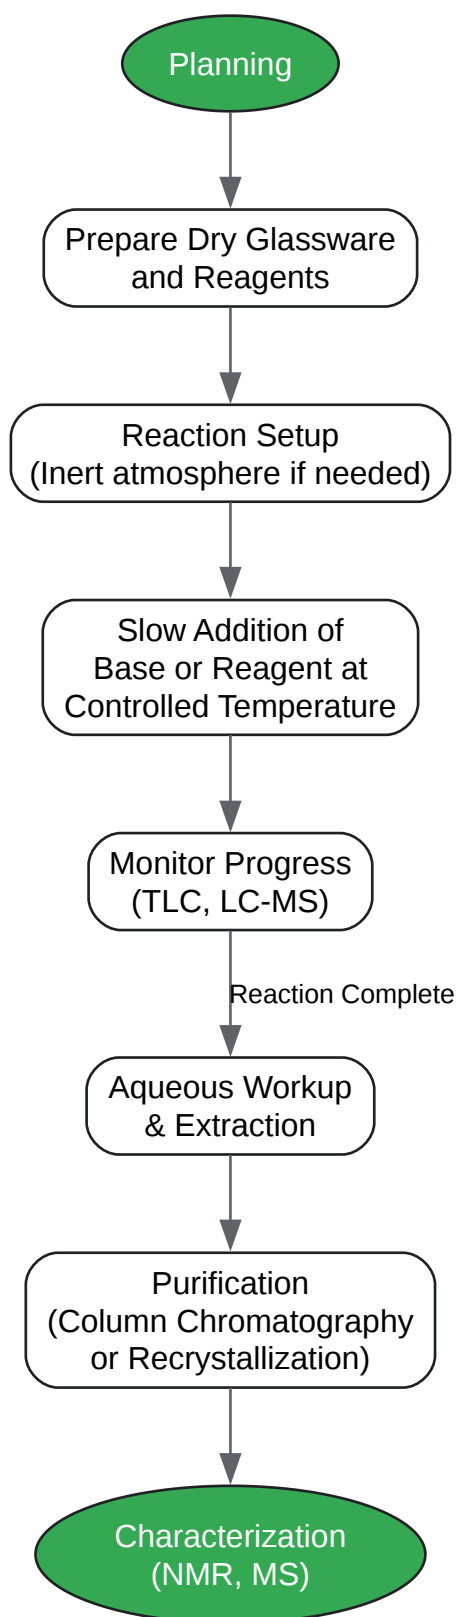 Planning
Prepare Dry Glassware
and Reagents
Reaction Setup
(Inert atmosphere if needed)
Slow Addition of
Base or Reagent at
Controlled Temperature
Monitor Progress
(TLC, LC-MS)
Reaction Complete
Aqueous Workup
& Extraction
Purification
(Column Chromatography
or Recrystallization)
Characterization
(NMR, MS)